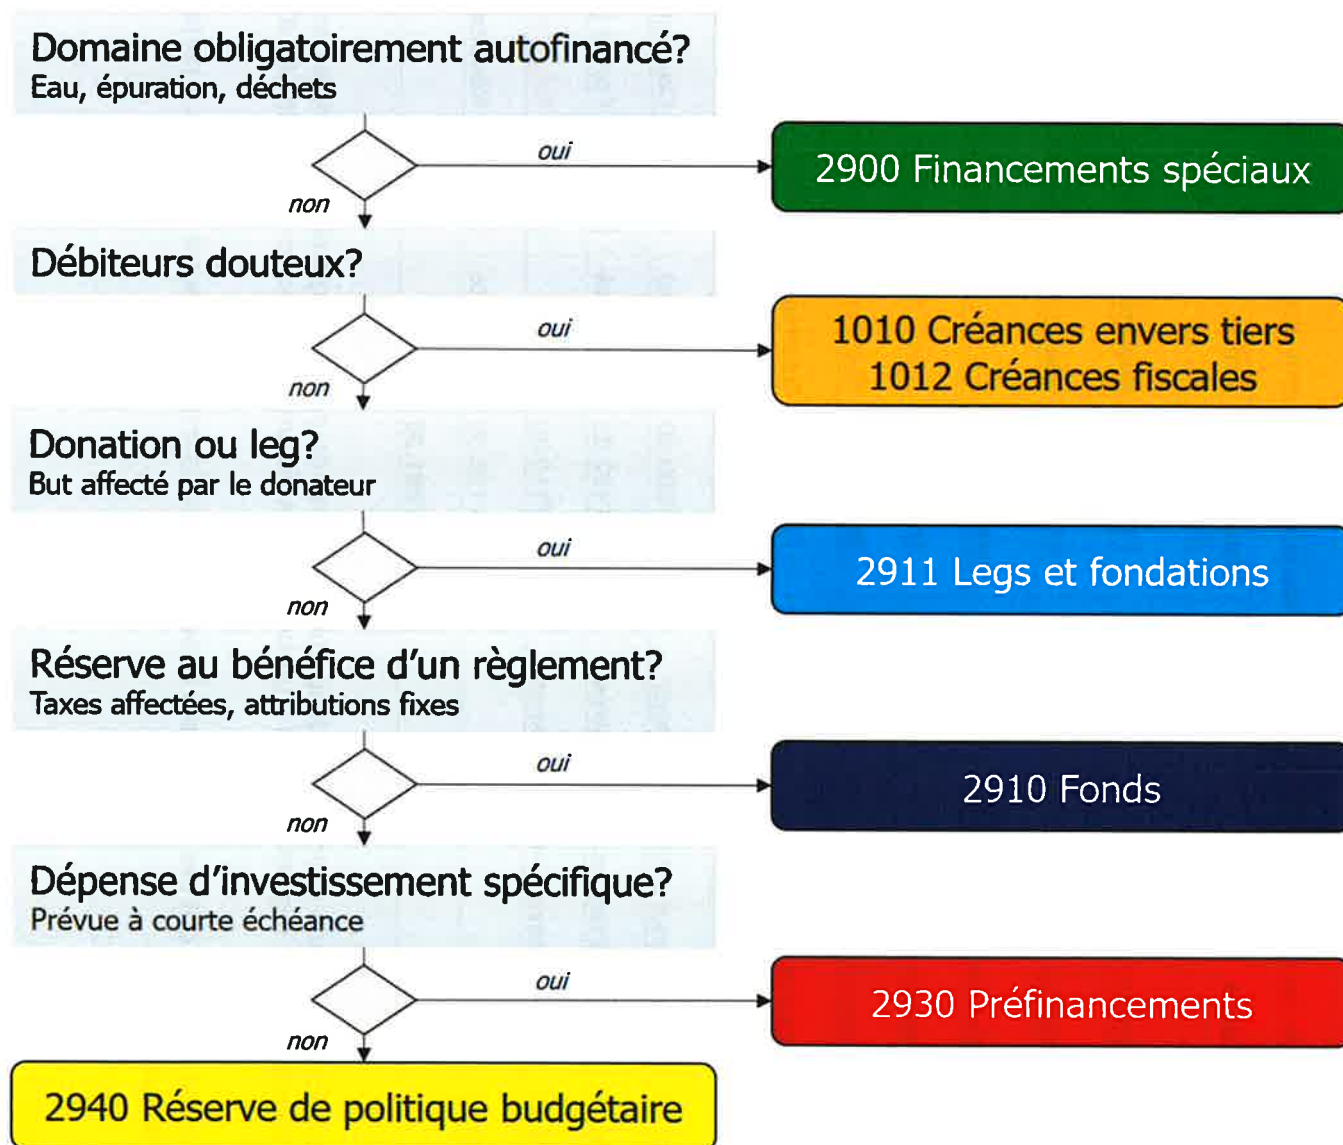 Domaine obligatoirement autofinancé?
Eau, épuration, déchets
oui
2900 Financements spéciaux
non
Débiteurs douteux?
oui
1010 Créances envers tiers
1012 Créances fiscales
non
Donation ou leg?
But affecté par le donateur
oui
2911 Legs et fondations
non
Réserve au bénéfice d'un règlement?
Taxes affectées, attributions fixes
oui
2910 Fonds
non
Dépense d'investissement spécifique?
Prévue à courte échéance
oui
2930 Préfinancements
non
2940 Réserve de politique budgétaire